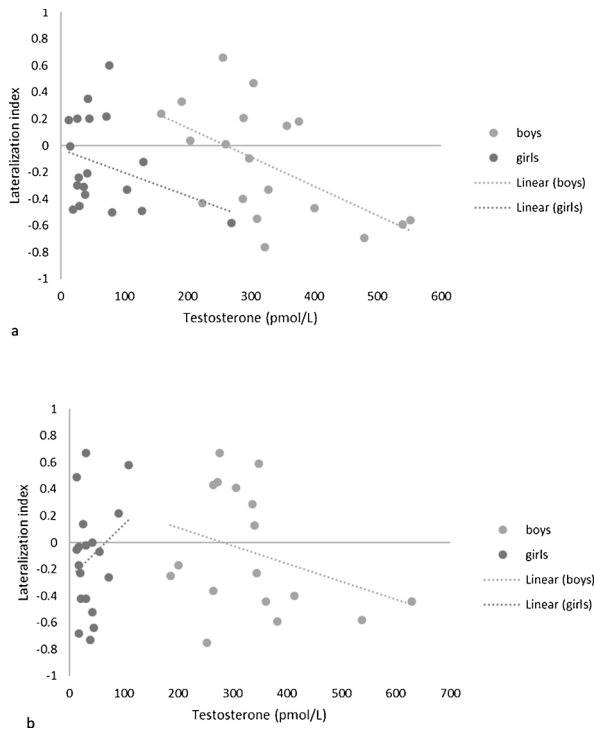 1
0.8
0.6
0.4
0.2
0
-0.2
-0.4
-0.6
-0.8
-1
Lateralization index
0 100 200 300 400 500 600
Testosterone (pmol/L)
boys
girls
Linear (boys)
Linear (girls)
a
1
0.8
0.6
0.4
0.2
0
-0.2
-0.4
-0.6
-0.8
-1
Lateralization index
0 100 200 300 400 500 600 700
Testosterone (pmol/L)
boys
girls
Linear (boys)
Linear (girls)
b